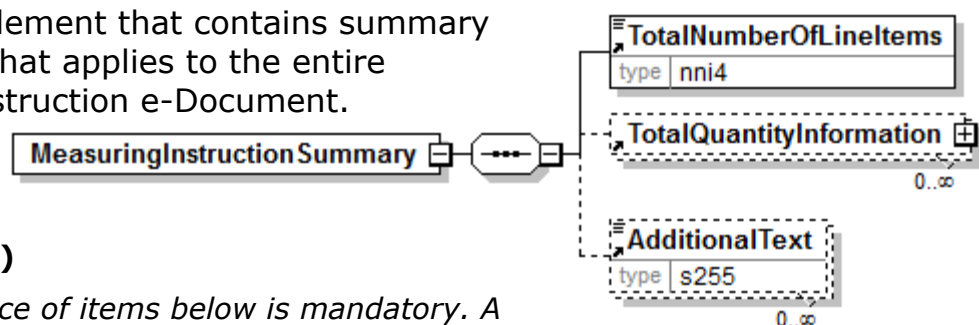 lement that contains summary
hat applies to the entire
struction e-Document.
TotalNumberOfLineItems
type nni4
MeasuringInstructionSummary
TotalQuantityInformation
0..∞
AdditionalText
type s255
0..∞
)
ce of items below is mandatory. A